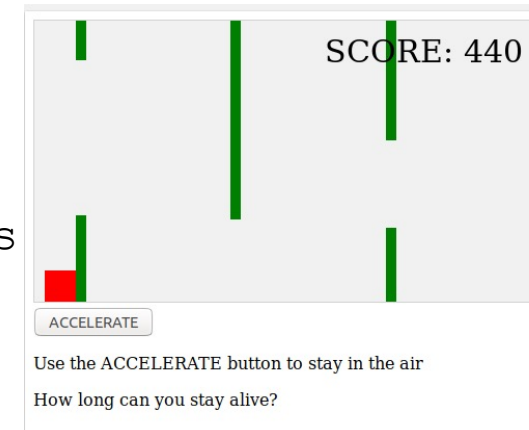 SCORE: 440
s
ACCELERATE
Use the ACCELERATE button to stay in the air
How long can you stay alive?